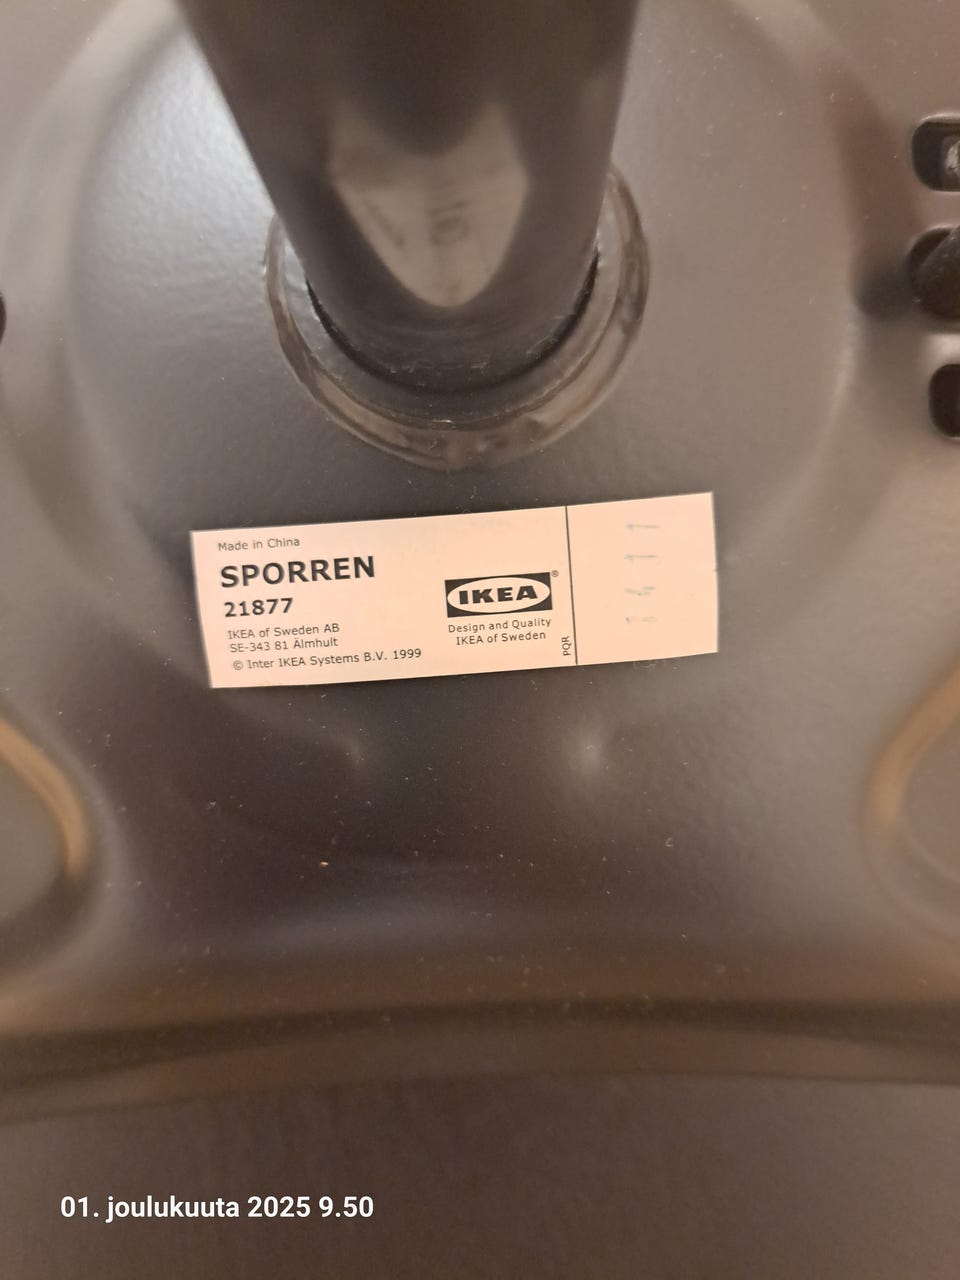 Made in China
SPORREN
21877
IKEA of Sweden AB
SE-343 81 Älmhult
© Inter IKEA Systems B.V. 1999
IKEA®
Design and Quality
IKEA of Sweden
PQR
01. joulukuuta 2025 9.50